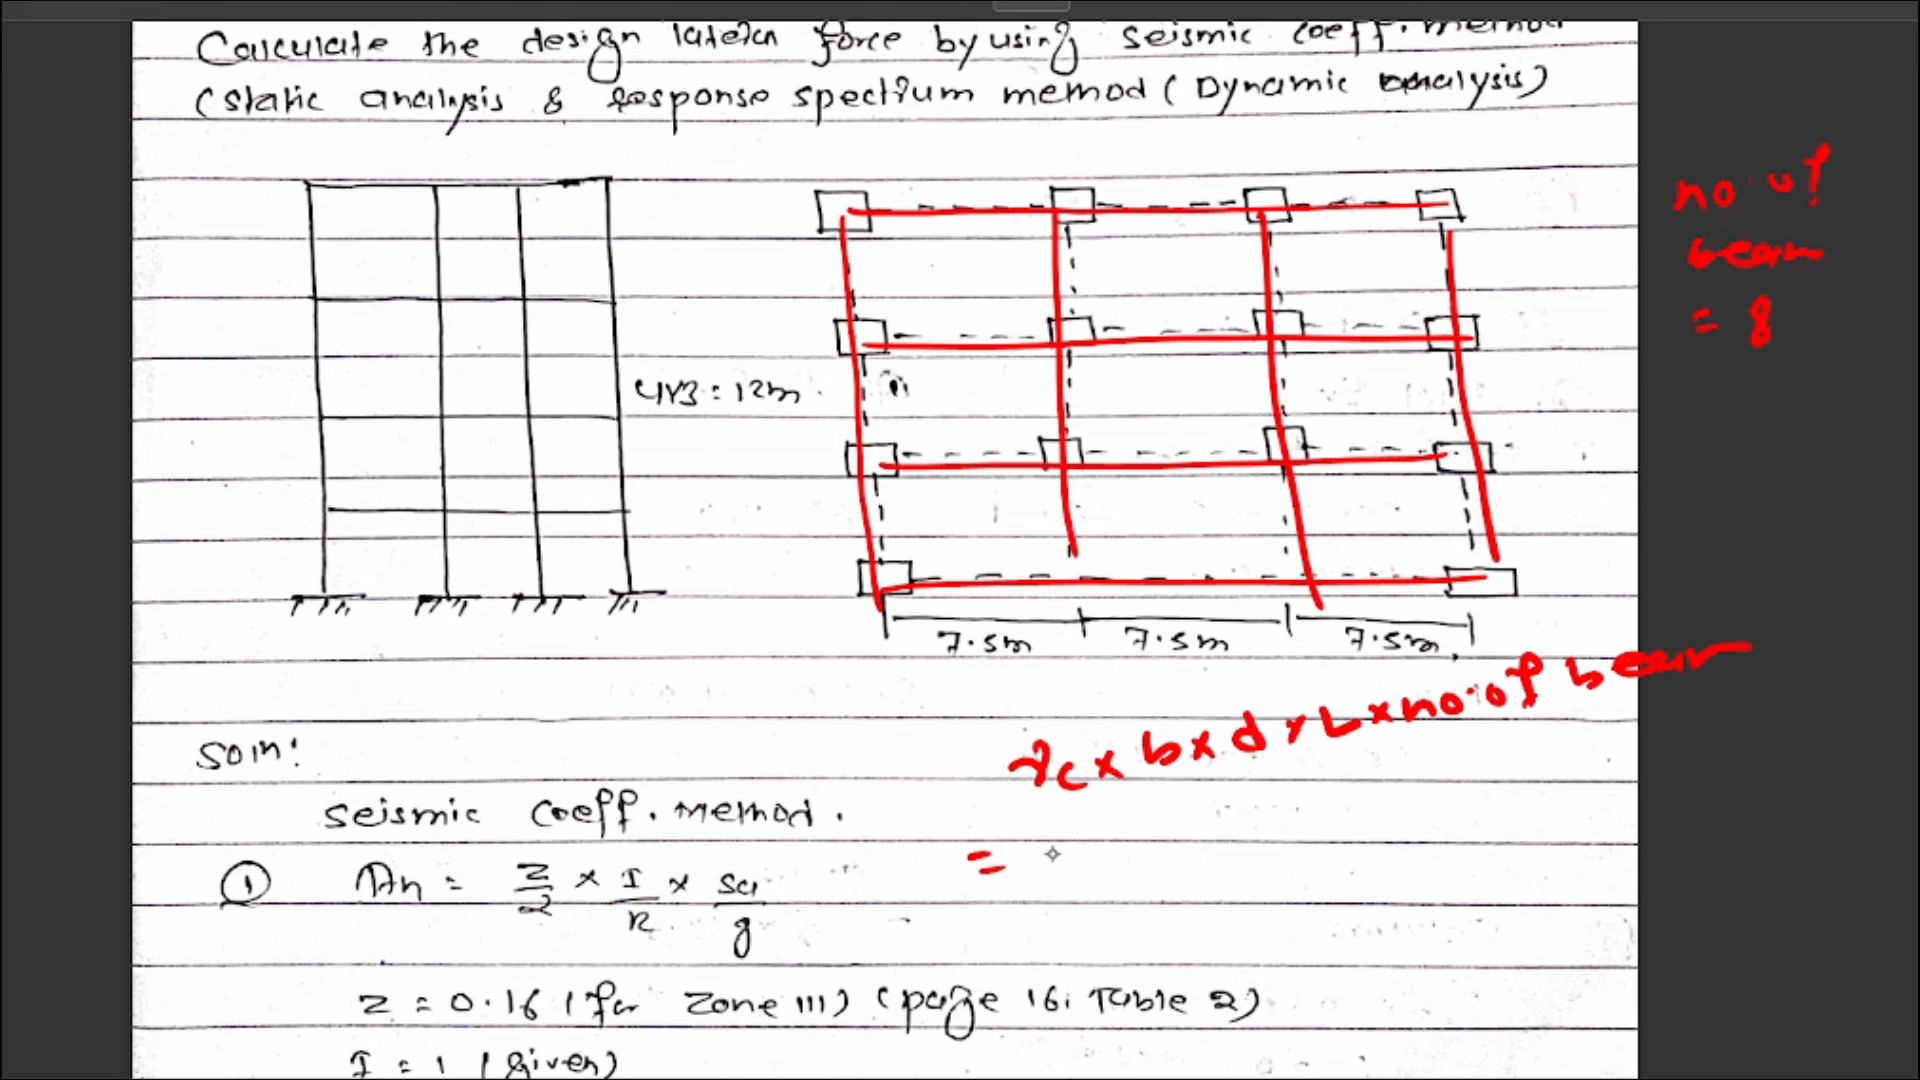 Calculate the design lateral force by using seismic coeff. method
(static analysis & response spectrum method (Dynamic analysis)
no. of
beam
= 8
4x3 = 12m.
7.5m 7.5m 7.5m
γc x b x d x L x no. of beam
Soln:
seismic coeff. method.
=
① Ah = Z/2 x I/R x Sa/g
Z = 0.16 (for Zone III) (page 16, Table 2)
I = 1 (Given)